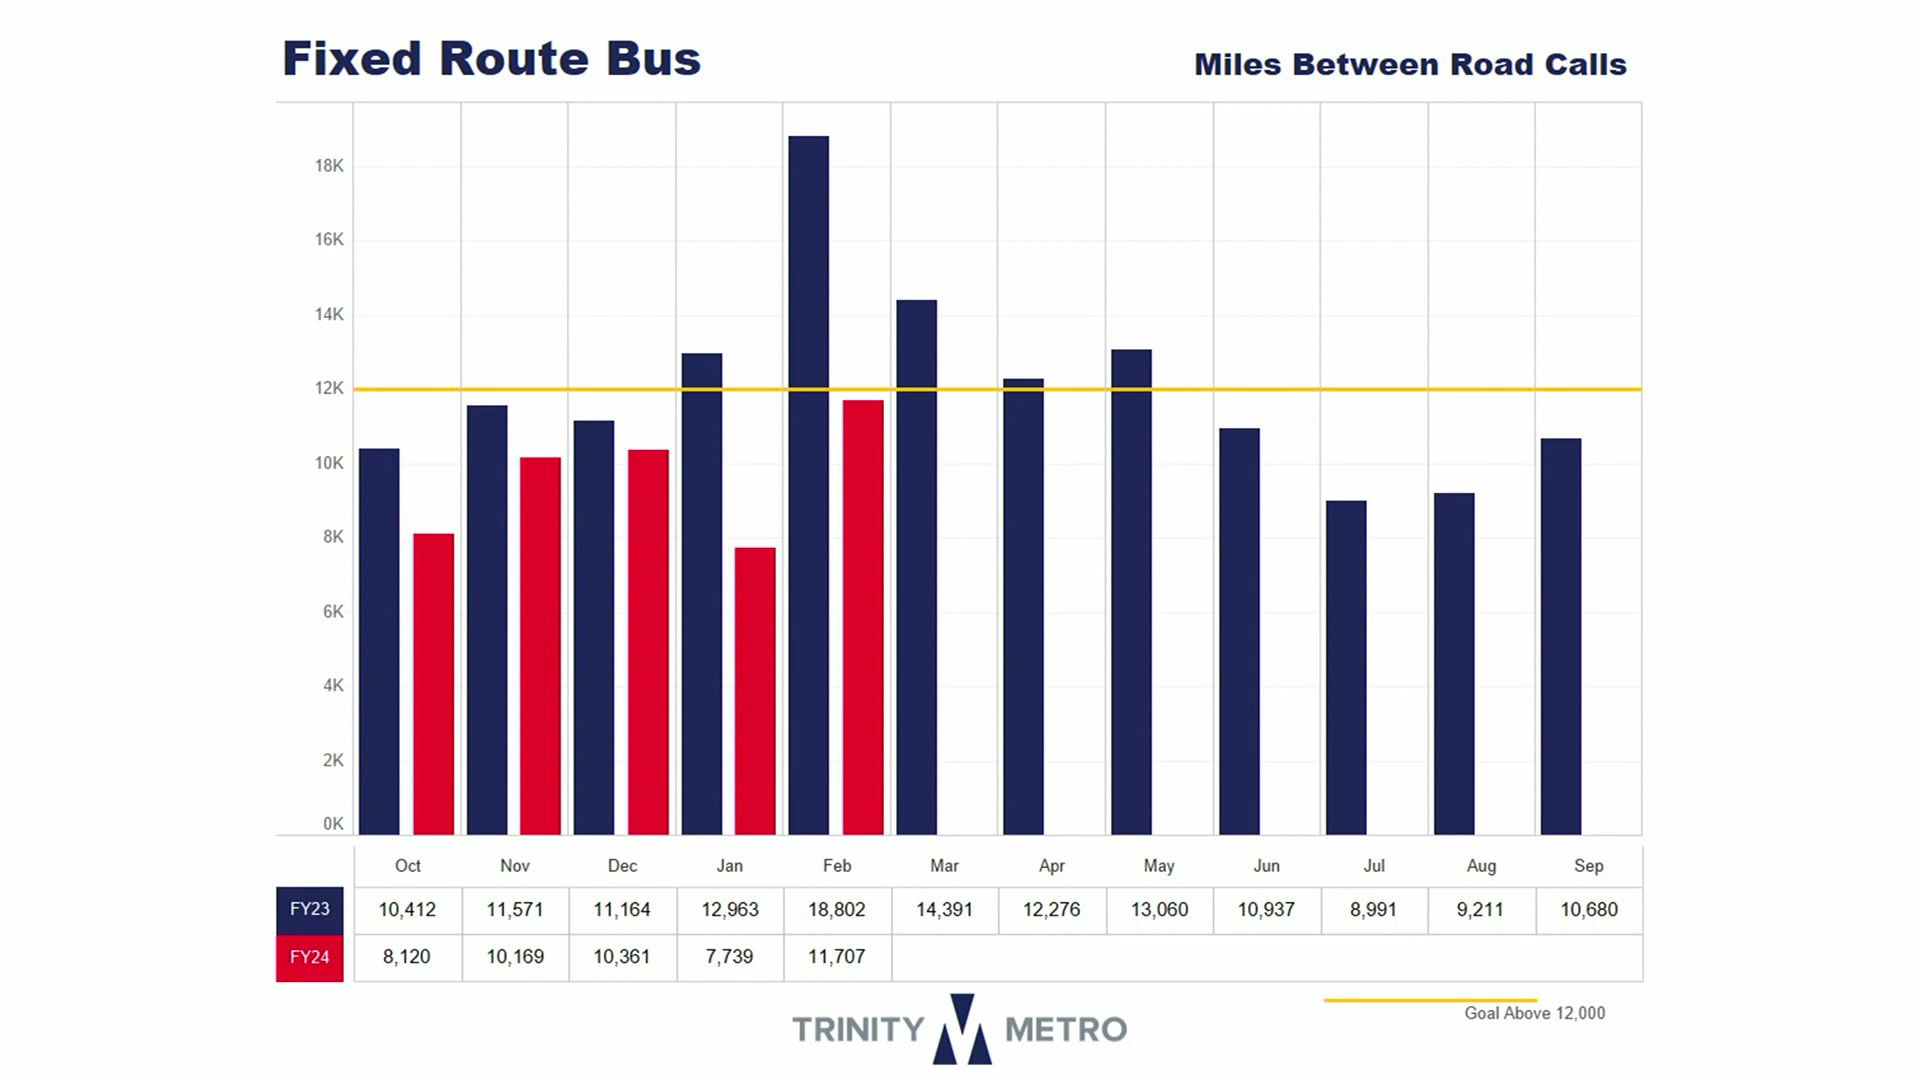 Fixed Route Bus
Miles Between Road Calls
18K
16K
14K
12K
10K
8K
6K
4K
2K
0K
Oct Nov Dec Jan Feb Mar Apr May Jun Jul Aug Sep
FY23 10,412 11,571 11,164 12,963 18,802 14,391 12,276 13,060 10,937 8,991 9,211 10,680
FY24 8,120 10,169 10,361 7,739 11,707
Goal Above 12,000
TRINITY METRO